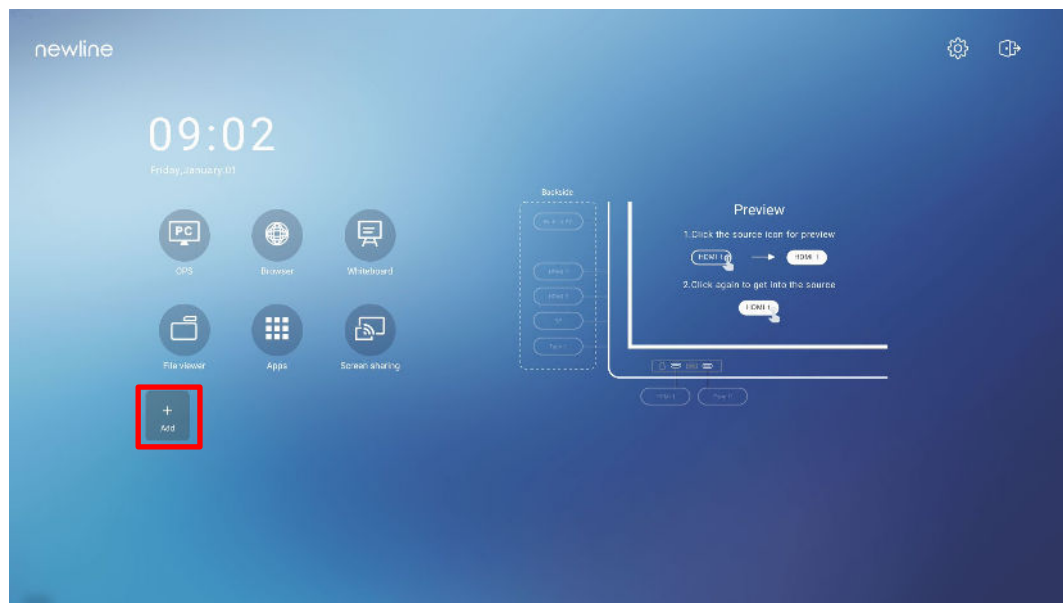 newline
09:02
Friday, January.01
PC
OPS
Browser
Whiteboard
File viewer
Apps
Screen sharing
+
Add
Backside
Preview
1.Click the source icon for preview
HDMI 1
HDMI 1
2.Click again to get into the source
HDMI 1